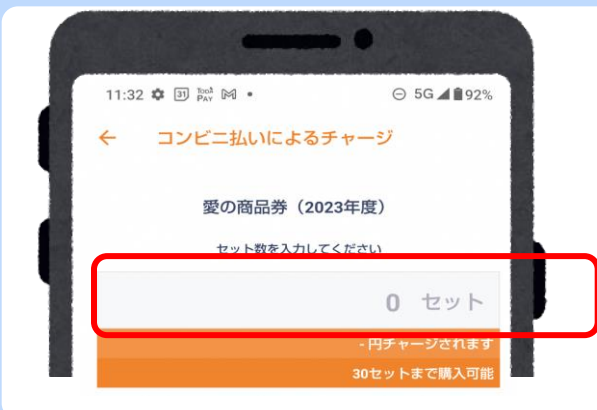 11:32 31 Tooǎ PAY 5G 92%
← コンビニ払いによるチャージ
愛の商品券（2023年度）
セット数を入力してください
0 セット
- 円チャージされます
30セットまで購入可能